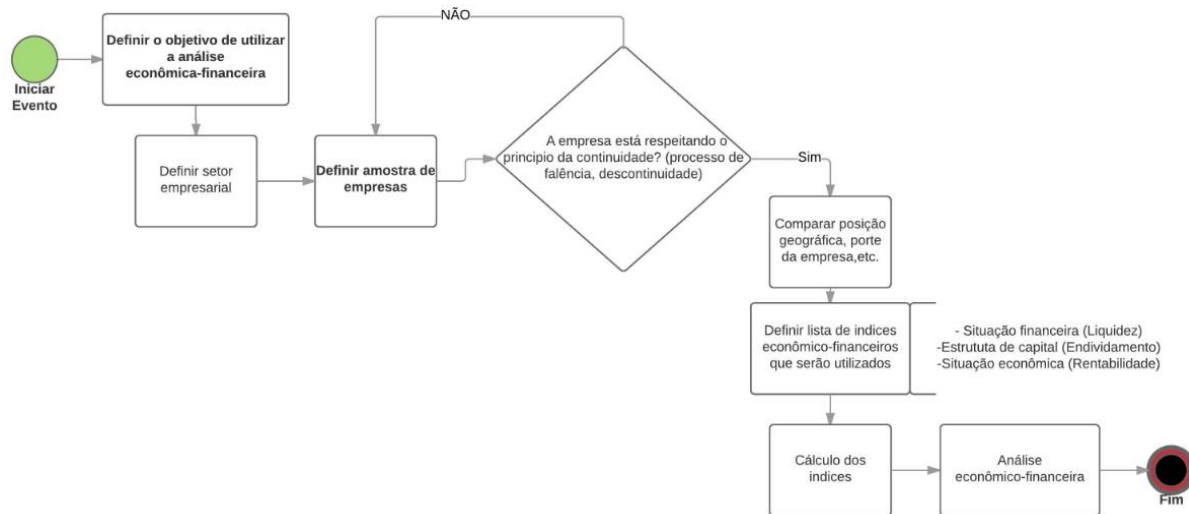 Iniciar
Evento
Definir o objetivo de utilizar
a análise
econômica-financeira
Definir setor
empresarial
Definir amostra de
empresas
NÃO
A empresa está respeitando o
principio da continuidade? (processo de
falência, descontinuidade)
Sim
Comparar posição
geográfica, porte
da empresa,etc.
Definir lista de indices
econômico-financeiros
que serão utilizados
- Situação financeira (Liquidez)
-Estrututa de capital (Endividamento)
-Situação econômica (Rentabilidade)
Cálculo dos
indices
Análise
econômico-financeira
Fim